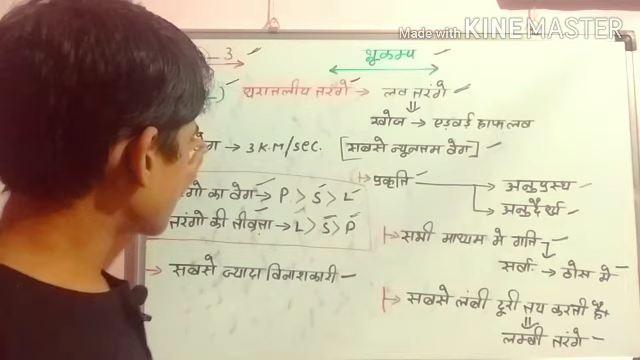 Made with KINEMASTER
3
भूकम्प
धरातलीय तरंगे → लव तरंगे
खोज → एडवर्ड हाफ लव
→ 3 K.M/sec. [सबसे न्यूनतम वेग]
प्रकृति → अनुप्रस्थ
→ अनुदैर्ध्य
का वेग → P > S > L
तरंगो की तीव्रता → L > S > P
सभी माध्यम मे गति
सर्वा → ठोस मे
→ सबसे ज्यादा विनाशकारी
सबसे लंबी दूरी तय करती है
लम्बी तरंगे